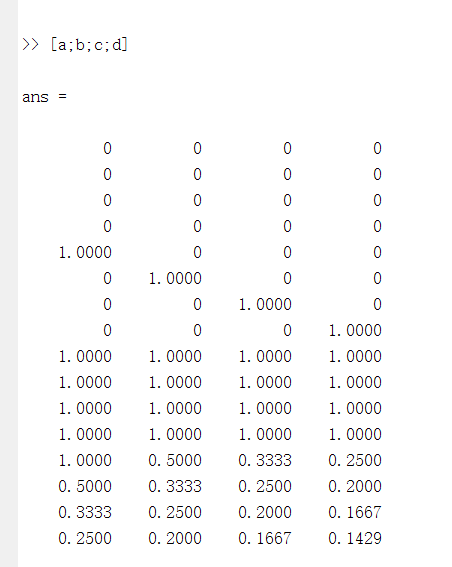 >> [a;b;c;d]
ans =
0 0 0 0
0 0 0 0
0 0 0 0
0 0 0 0
1.0000 0 0 0
0 1.0000 0 0
0 0 1.0000 0
0 0 0 1.0000
1.0000 1.0000 1.0000 1.0000
1.0000 1.0000 1.0000 1.0000
1.0000 1.0000 1.0000 1.0000
1.0000 1.0000 1.0000 1.0000
1.0000 0.5000 0.3333 0.2500
0.5000 0.3333 0.2500 0.2000
0.3333 0.2500 0.2000 0.1667
0.2500 0.2000 0.1667 0.1429